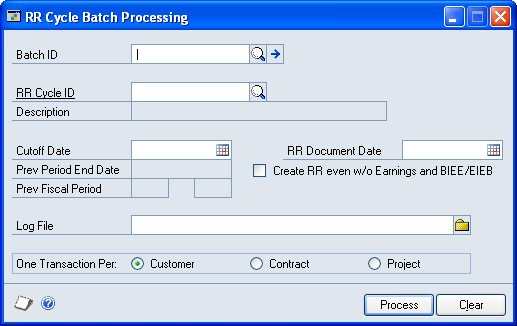 RR Cycle Batch Processing
Batch ID
RR Cycle ID
Description
Cutoff Date RR Document Date
Prev Period End Date Create RR even w/o Earnings and BIEE/EIEB
Prev Fiscal Period
Log File
One Transaction Per: Customer Contract Project
Process Clear